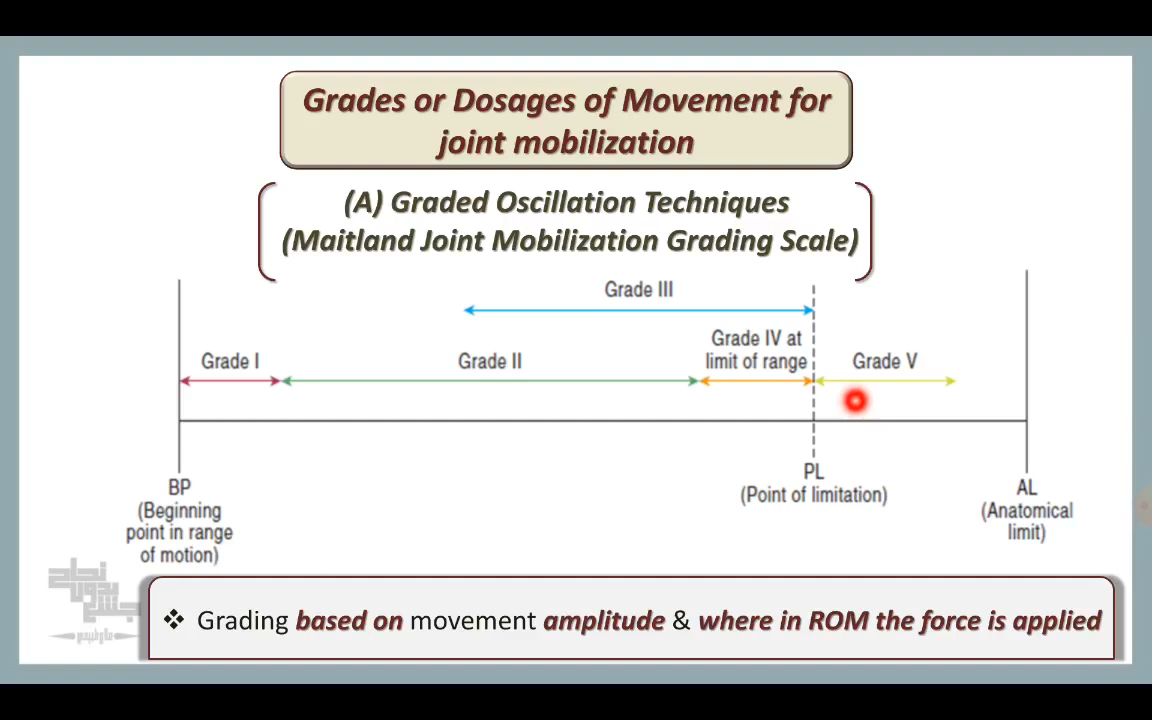 Grades or Dosages of Movement for
joint mobilization
(A) Graded Oscillation Techniques
(Maitland Joint Mobilization Grading Scale)
Grade III
Grade I
Grade II
Grade IV at
limit of range
Grade V
PL
(Point of limitation)
BP
(Beginning
point in range
of motion)
AL
(Anatomical
limit)
❖ Grading based on movement amplitude & where in ROM the force is applied